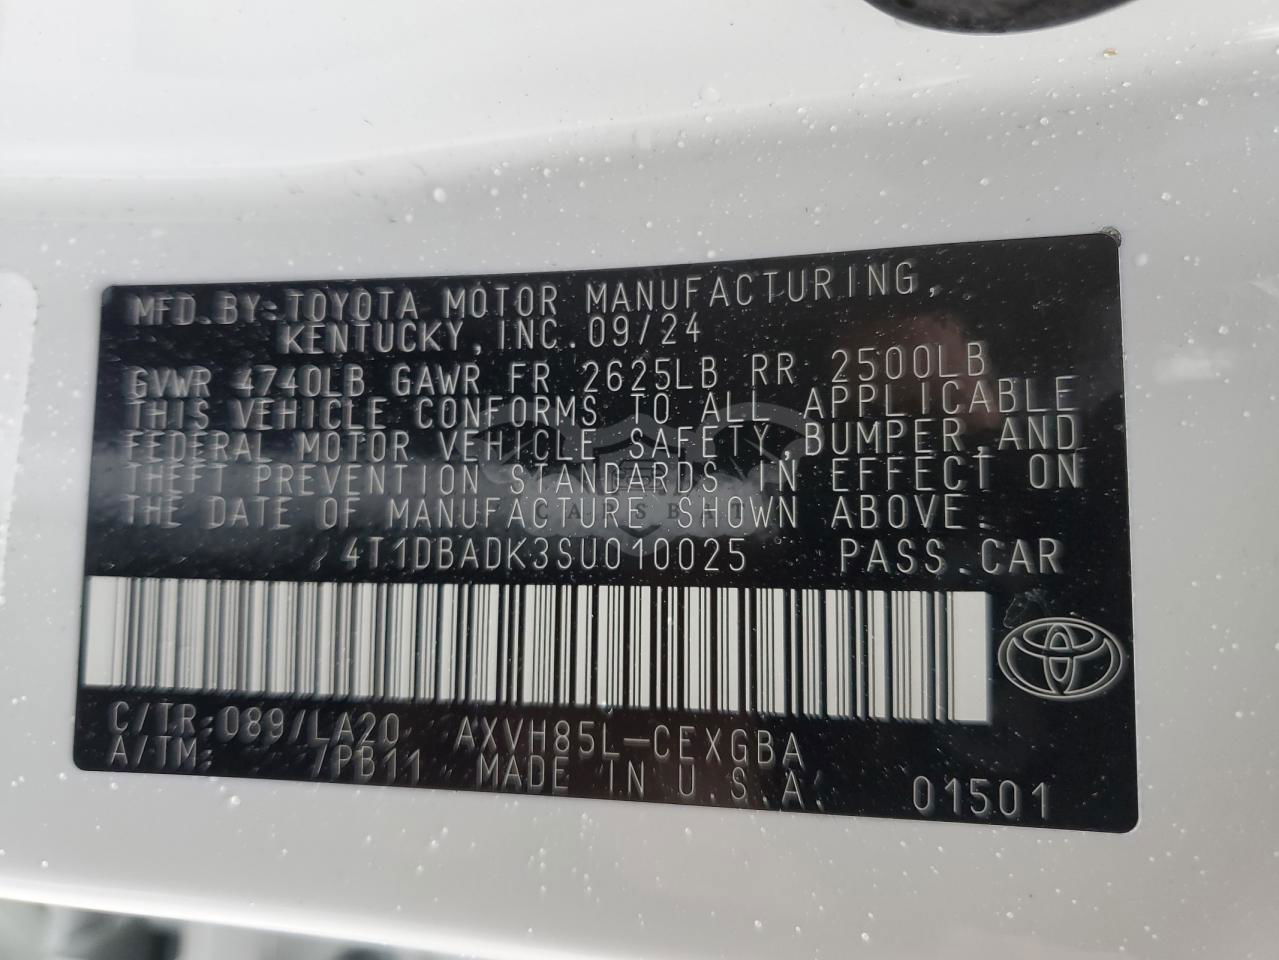 MFD.BY:TOYOTA MOTOR MANUFACTURING,
KENTUCKY,INC.09/24
GVWR 4740LB GAWR FR 2625LB RR 2500LB
THIS VEHICLE CONFORMS TO ALL APPLICABLE
FEDERAL MOTOR VEHICLE SAFETY,BUMPER,AND
THEFT PREVENTION STANDARDS IN EFFECT ON
THE DATE OF MANUFACTURE SHOWN ABOVE.
4T1DBADK3SU010025 PASS.CAR
C/TR:089/LA20 AXVH85L-CEXGBA
A/TM: /PB11 MADE IN U.S.A. 01501